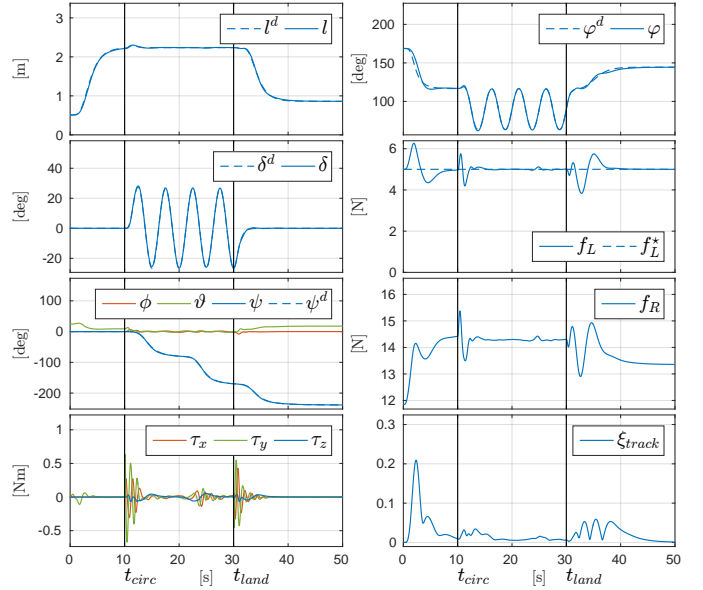 3
2
1
0
[m]
l^d l
200
150
100
[deg]
φ^d φ
40
20
0
-20
[deg]
δ^d δ
6
4
2
0
[N]
f_L f_L^⋆
100
0
-100
-200
[deg]
ϕ ϑ ψ ψ^d
16
15
14
13
12
[N]
f_R
1
0.5
0
-0.5
[Nm]
τ_x τ_y τ_z
0 10 20 30 40 50
t_circ [s] t_land
0.3
0.2
0.1
0
ξ_track
0 10 20 30 40 50
t_circ [s] t_land